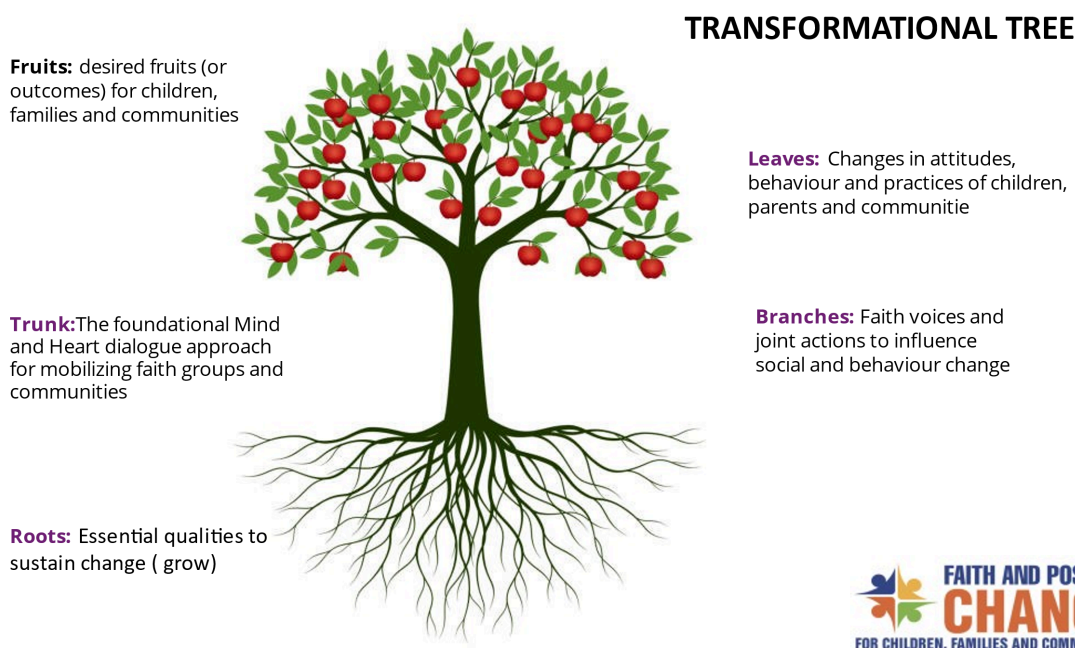 TRANSFORMATIONAL TREE
Fruits: desired fruits (or
outcomes) for children,
families and communities
Leaves: Changes in attitudes,
behaviour and practices of children,
parents and communitie
Trunk:The foundational Mind
and Heart dialogue approach
for mobilizing faith groups and
communities
Branches: Faith voices and
joint actions to influence
social and behaviour change
Roots: Essential qualities to
sustain change ( grow)
FAITH AND
FOR CHILDREN, FAMILIES AND